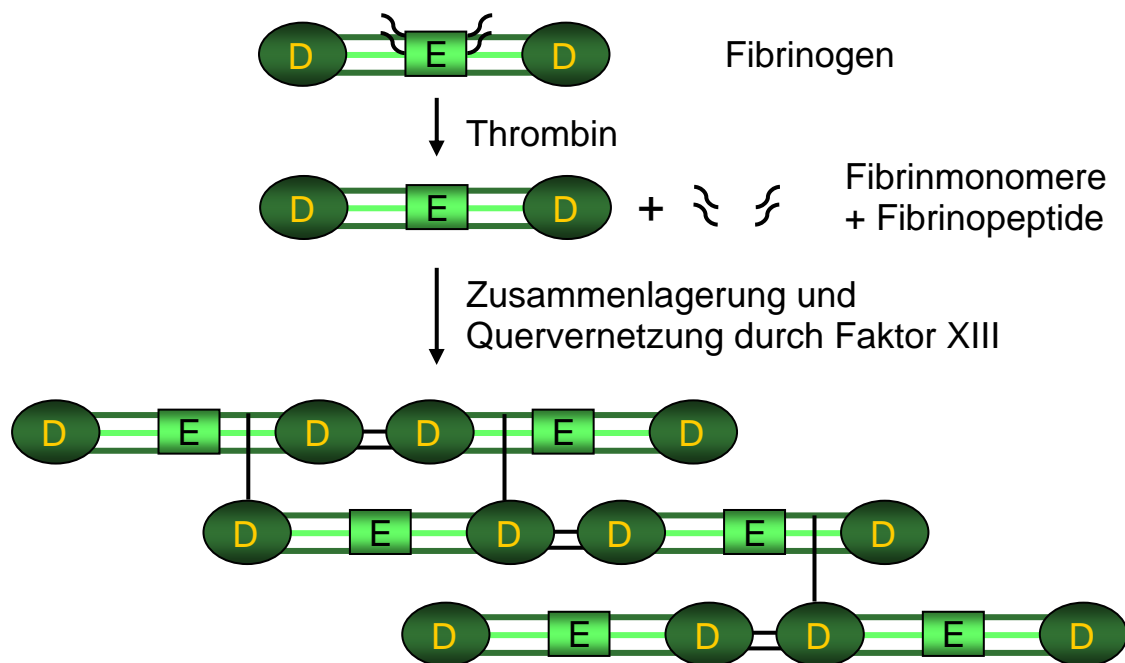 D E D Fibrinogen
Thrombin
D E D + Fibrinmonomere
+ Fibrinopeptide
Zusammenlagerung und
Quervernetzung durch Faktor XIII
D E D D E D
D E D D E D
D E D D E D